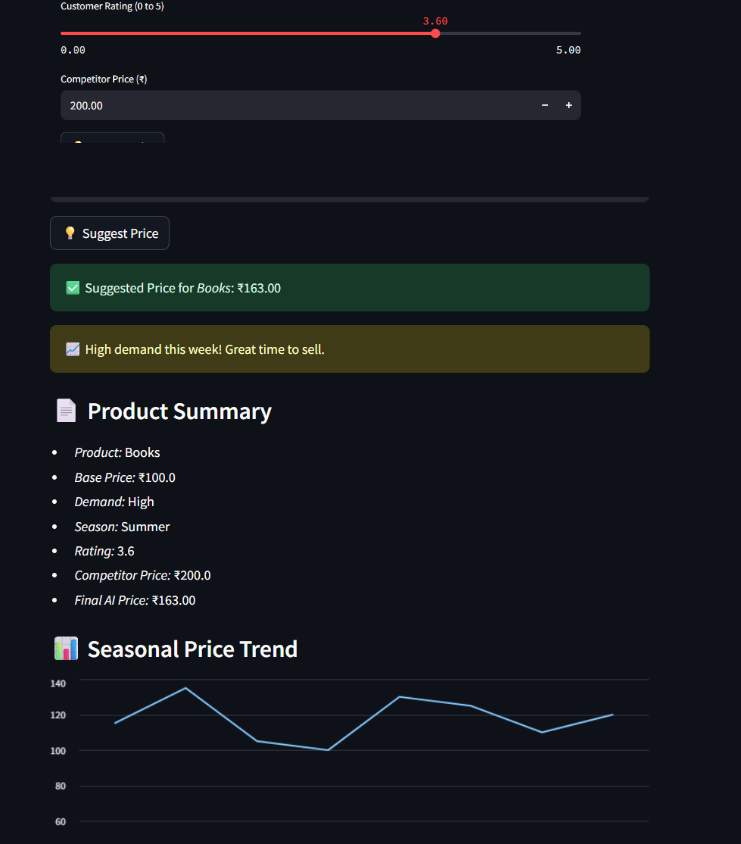 Customer Rating (0 to 5)
3.60
0.00 5.00
Competitor Price (₹)
200.00 − +
Suggest Price
Suggested Price for Books: ₹163.00
High demand this week! Great time to sell.
Product Summary
• Product: Books
• Base Price: ₹100.0
• Demand: High
• Season: Summer
• Rating: 3.6
• Competitor Price: ₹200.0
• Final AI Price: ₹163.00
Seasonal Price Trend
140
120
100
80
60